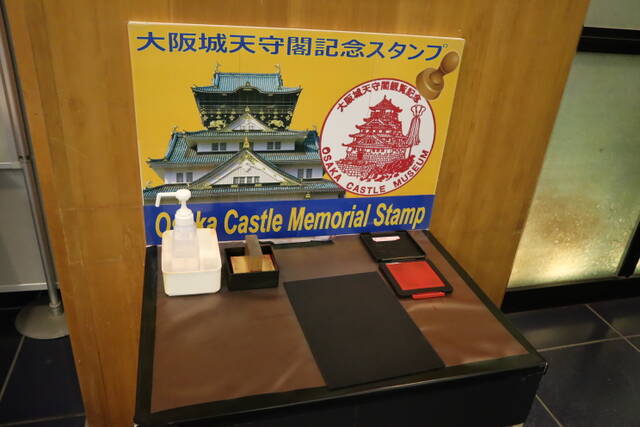 大阪城天守閣記念スタンプ
大阪城天守閣観覧記念
OSAKA CASTLE MUSEUM
Osaka Castle Memorial Stamp